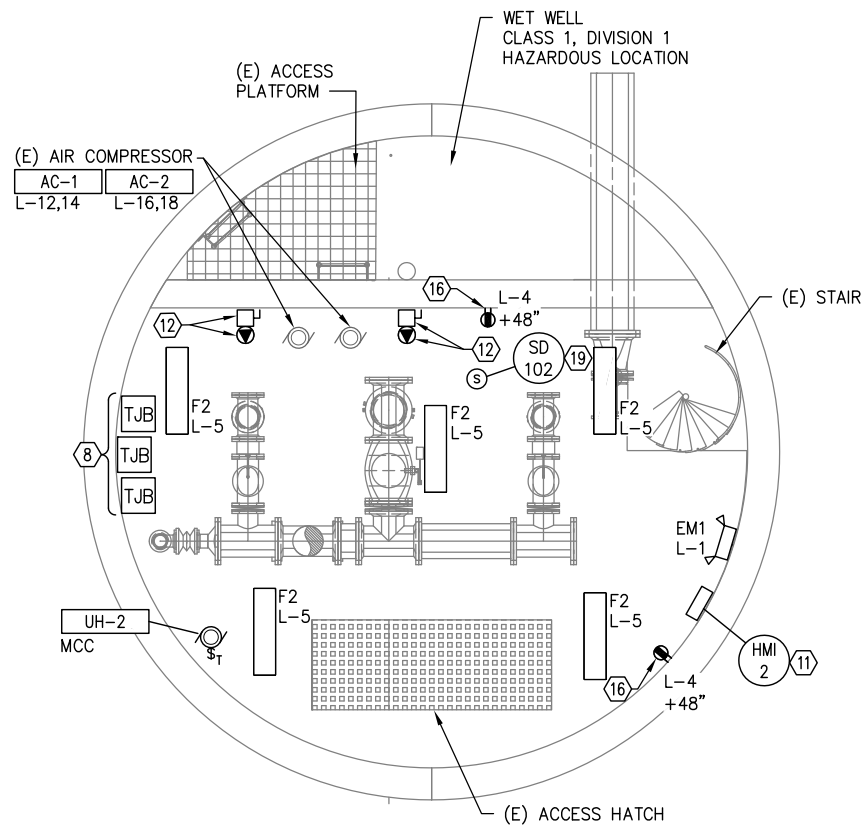 WET WELL
CLASS 1, DIVISION 1
HAZARDOUS LOCATION
(E) ACCESS
PLATFORM
(E) AIR COMPRESSOR
AC-1
AC-2
L-12,14
L-16,18
16
L-4
+48"
(E) STAIR
12
12
SD
102
19
S
F2
L-5
F2
L-5
F2
L-5
8
TJB
TJB
TJB
EM1
L-1
F2
L-5
F2
L-5
UH-2
MCC
$T
HMI
2
11
16
L-4
+48"
(E) ACCESS HATCH